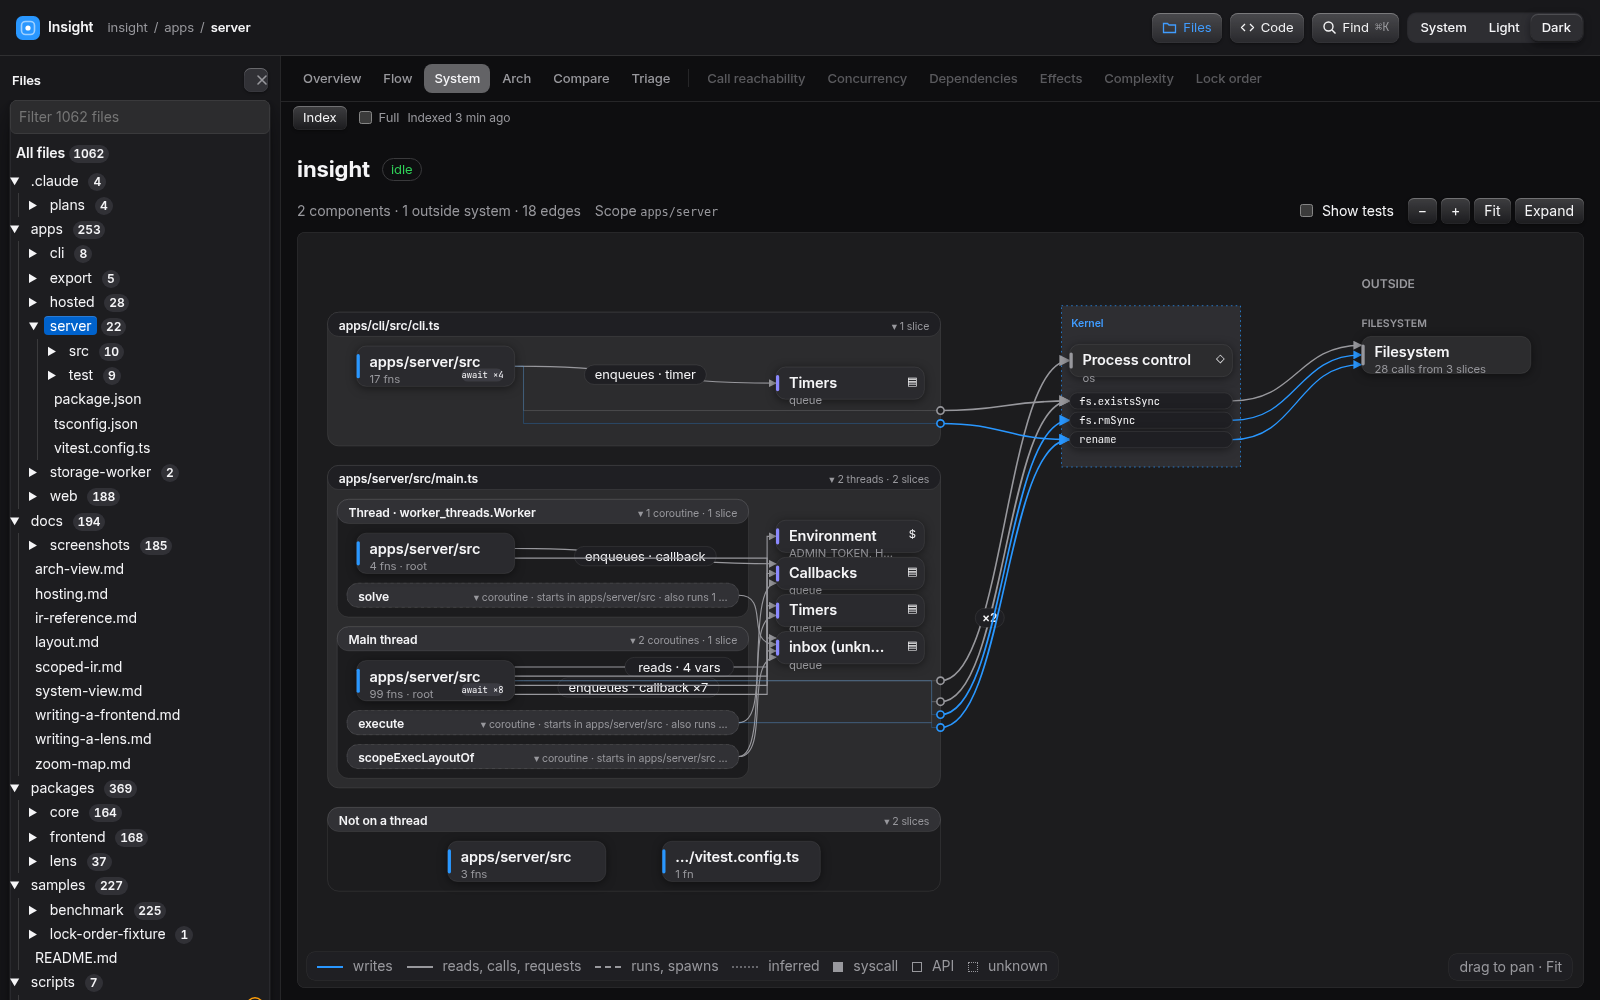 Insight insight / apps / server
Files Code Find ⌘K System Light Dark
Files
Overview Flow System Arch Compare Triage Call reachability Concurrency Dependencies Effects Complexity Lock order
Filter 1062 files
Index Full Indexed 3 min ago
All files 1062
.claude 4
plans 4
apps 253
cli 8
export 5
hosted 28
server 22
src 10
test 9
package.json
tsconfig.json
vitest.config.ts
storage-worker 2
web 188
docs 194
screenshots 185
arch-view.md
hosting.md
ir-reference.md
layout.md
scoped-ir.md
system-view.md
writing-a-frontend.md
writing-a-lens.md
zoom-map.md
packages 369
core 164
frontend 168
lens 37
samples 227
benchmark 225
lock-order-fixture 1
README.md
scripts 7
insight idle
2 components · 1 outside system · 18 edges Scope apps/server
Show tests − + Fit Expand
OUTSIDE
apps/cli/src/cli.ts ▾ 1 slice
apps/server/src
17 fns await ×4
enqueues · timer
Timers
queue
Kernel
Process control
os
fs.existsSync
fs.rmSync
rename
FILESYSTEM
Filesystem
28 calls from 3 slices
apps/server/src/main.ts ▾ 2 threads · 2 slices
Thread · worker_threads.Worker ▾ 1 coroutine · 1 slice
apps/server/src
4 fns · root
enqueues · callback
solve ▾ coroutine · starts in apps/server/src · also runs 1 …
Main thread ▾ 2 coroutines · 1 slice
apps/server/src
99 fns · root await ×8
reads · 4 vars
enqueues · callback ×7
execute ▾ coroutine · starts in apps/server/src · also runs …
scopeExecLayoutOf ▾ coroutine · starts in apps/server/src …
Environment $
ADMIN_TOKEN, H…
Callbacks
queue
Timers
queue
inbox (unkn…
queue
×2
Not on a thread ▾ 2 slices
apps/server/src
3 fns
…/vitest.config.ts
1 fn
writes reads, calls, requests runs, spawns inferred syscall API unknown
drag to pan · Fit